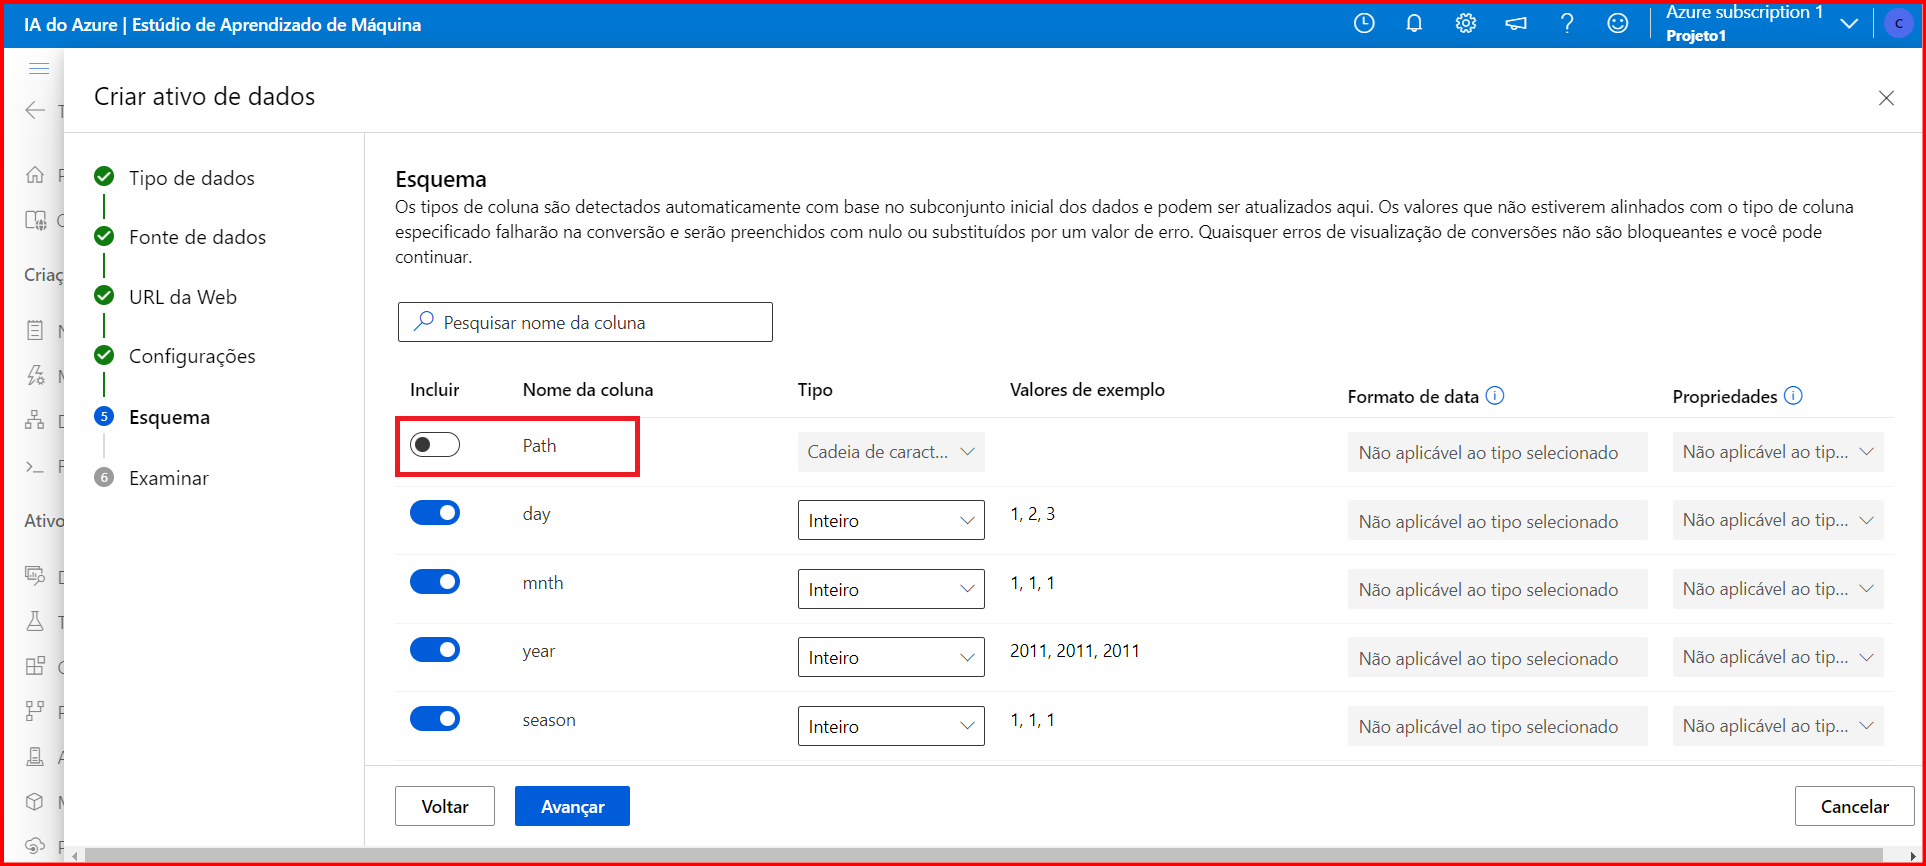 IA do Azure | Estúdio de Aprendizado de Máquina
Azure subscription 1
Projeto1
C
Criar ativo de dados
Criaç
Ativo
Tipo de dados
Fonte de dados
URL da Web
Configurações
5 Esquema
6 Examinar
Esquema
Os tipos de coluna são detectados automaticamente com base no subconjunto inicial dos dados e podem ser atualizados aqui. Os valores que não estiverem alinhados com o tipo de coluna
especificado falharão na conversão e serão preenchidos com nulo ou substituídos por um valor de erro. Quaisquer erros de visualização de conversões não são bloqueantes e você pode
continuar.
Pesquisar nome da coluna
Incluir Nome da coluna Tipo Valores de exemplo Formato de data Propriedades
Path Cadeia de caract... Não aplicável ao tipo selecionado Não aplicável ao tip...
day Inteiro 1, 2, 3 Não aplicável ao tipo selecionado Não aplicável ao tip...
mnth Inteiro 1, 1, 1 Não aplicável ao tipo selecionado Não aplicável ao tip...
year Inteiro 2011, 2011, 2011 Não aplicável ao tipo selecionado Não aplicável ao tip...
season Inteiro 1, 1, 1 Não aplicável ao tipo selecionado Não aplicável ao tip...
Voltar Avançar Cancelar